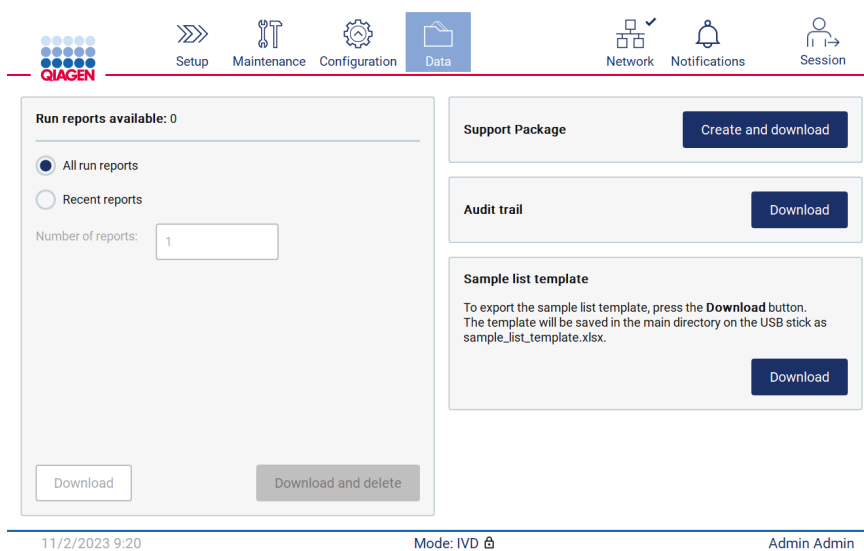 QIAGEN
Setup
Maintenance
Configuration
Data
Network
Notifications
Session
Run reports available: 0
All run reports
Recent reports
Number of reports:
1
Download
Download and delete
Support Package
Create and download
Audit trail
Download
Sample list template
To export the sample list template, press the Download button.
The template will be saved in the main directory on the USB stick as
sample_list_template.xlsx.
Download
11/2/2023 9:20
Mode: IVD
Admin Admin